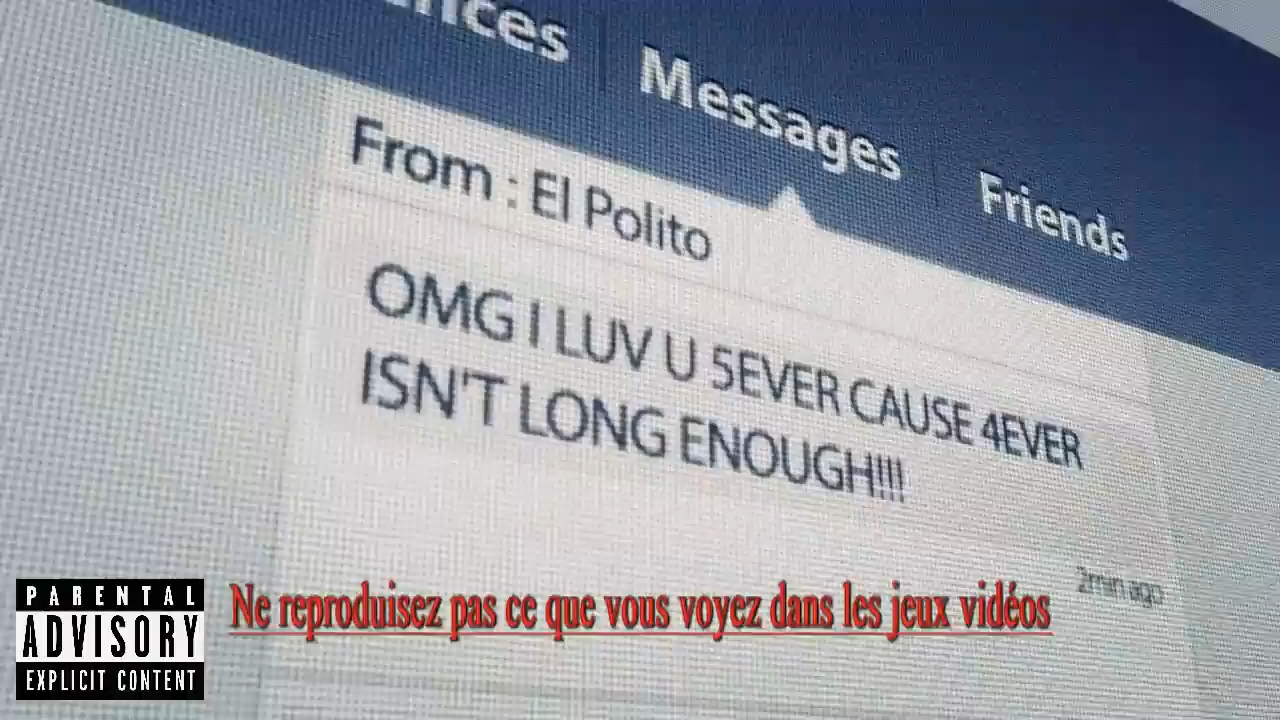 Messages
Friends
From : El Polito
OMG I LUV U 5EVER CAUSE 4EVER
ISN'T LONG ENOUGH!!!
2min ago
PARENTAL
ADVISORY
EXPLICIT CONTENT
Ne reproduisez pas ce que vous voyez dans les jeux vidéos